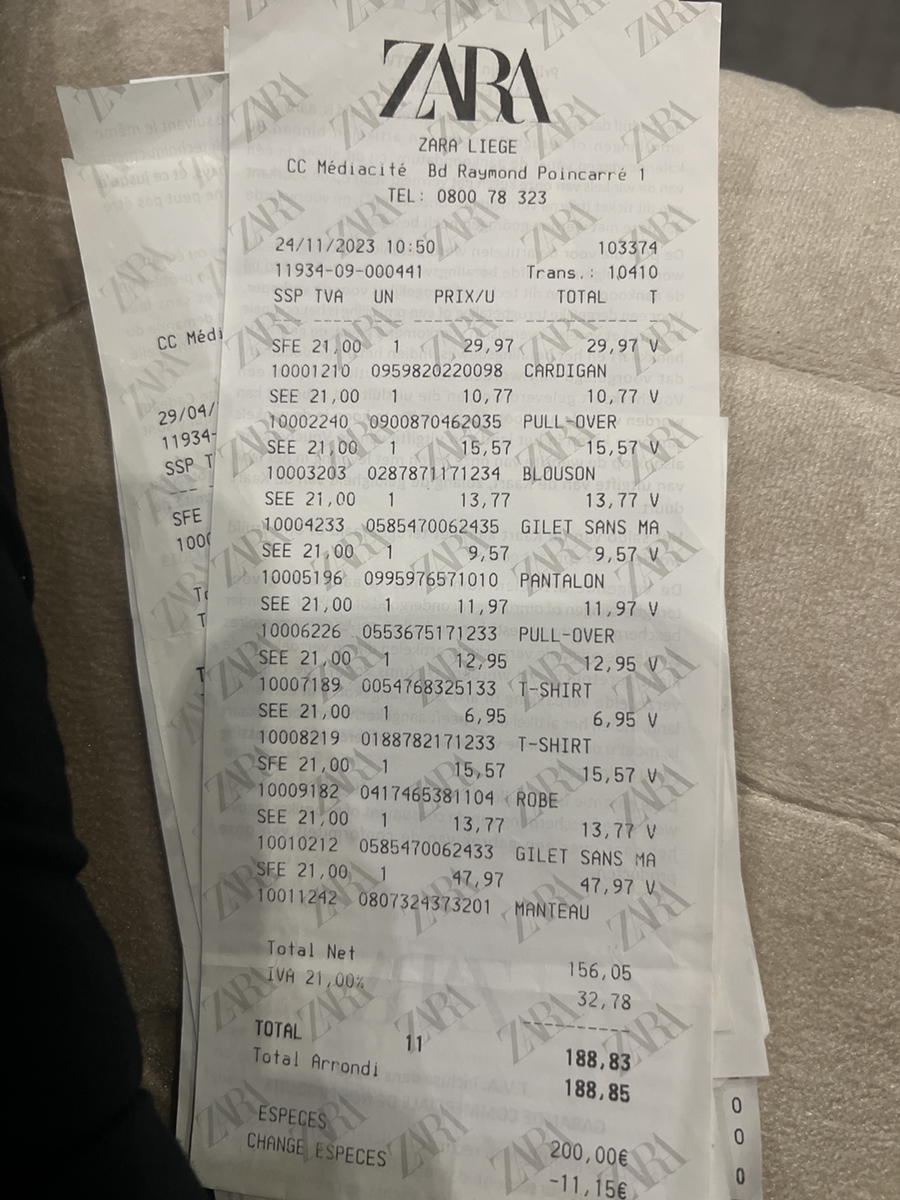 ZARA
ZARA LIEGE
CC Médiacité Bd Raymond Poincarré 1
TEL: 0800 78 323
24/11/2023 10:50 103374
11934-09-000441 Trans.: 10410
SSP TVA UN PRIX/U TOTAL T
SFE 21,00 1 29,97 29,97 V
10001210 0959820220098 CARDIGAN
SEE 21,00 1 10,77 10,77 V
10002240 0900870462035 PULL-OVER
SEE 21,00 1 15,57 15,57 V
10003203 0287871171234 BLOUSON
SEE 21,00 1 13,77 13,77 V
10004233 0585470062435 GILET SANS MA
SEE 21,00 1 9,57 9,57 V
10005196 0995976571010 PANTALON
SEE 21,00 1 11,97 11,97 V
10006226 0553675171233 PULL-OVER
SEE 21,00 1 12,95 12,95 V
10007189 0054768325133 T-SHIRT
SEE 21,00 1 6,95 6,95 V
10008219 0188782171233 T-SHIRT
SFE 21,00 1 15,57 15,57 V
10009182 0417465381104 ROBE
SEE 21,00 1 13,77 13,77 V
10010212 0585470062433 GILET SANS MA
SFE 21,00 1 47,97 47,97 V
10011242 0807324373201 MANTEAU
Total Net 156,05
IVA 21,00% 32,78
TOTAL 11 188,83
Total Arrondi 188,85
ESPECES 200,00€
CHANGE ESPECES -11,15€
CC Médi
29/04/
11934-
SSP T
SFE
100
0
0
0